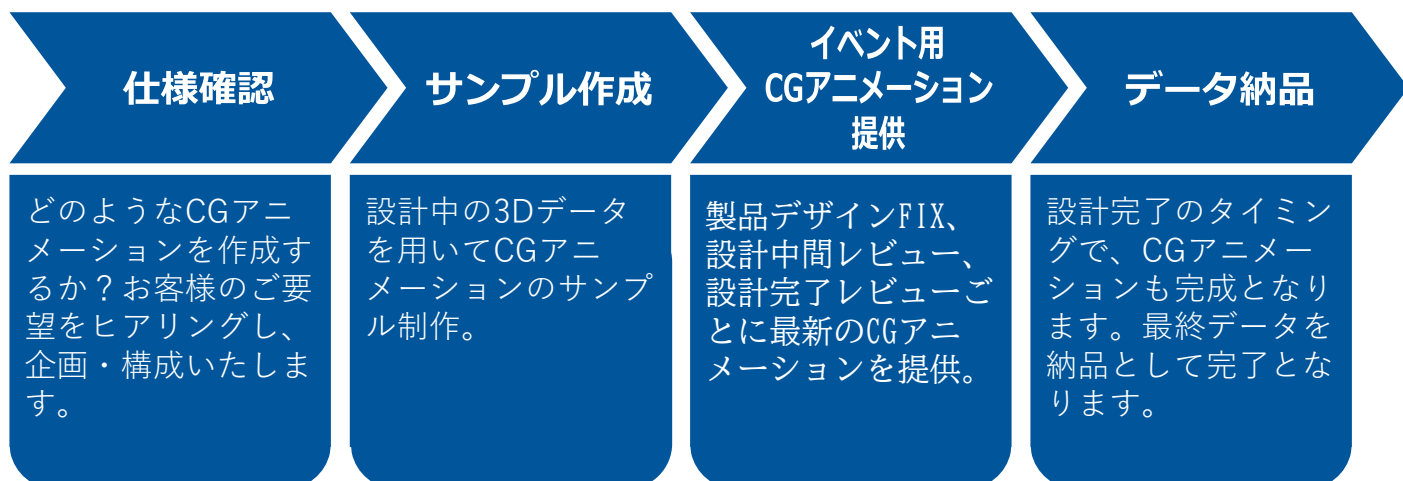 仕様確認
どのようなCGアニ
メーションを作成す
るか？お客様のご要
望をヒアリングし、
企画・構成いたしま
す。
サンプル作成
設計中の3Dデータ
を用いてCGアニ
メーションのサンプ
ル制作。
イベント用
CGアニメーション
提供
製品デザインFIX、
設計中間レビュー、
設計完了レビューご
とに最新のCGアニ
メーションを提供。
データ納品
設計完了のタイミン
グで、CGアニメー
ションも完成となり
ます。最終データを
納品として完了とな
ります。